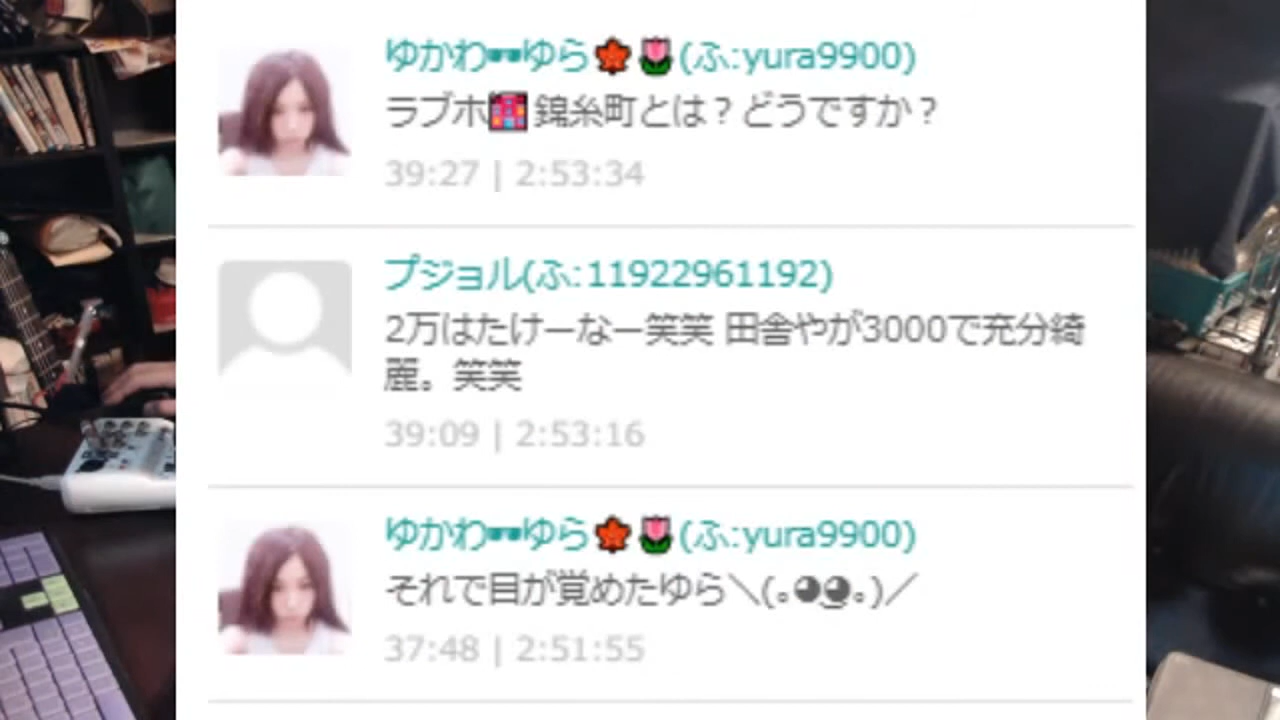 ゆかわ🕶ゆら🍁🌷(ふ:yura9900)
ラブホ🏩錦糸町とは？どうですか？
39:27 | 2:53:34
プジョル(ふ:11922961192)
2万はたけーなー笑笑 田舎やが3000で充分綺
麗。笑笑
39:09 | 2:53:16
ゆかわ🕶ゆら🍁🌷(ふ:yura9900)
それで目が覚めたゆら＼(｡◕‿◕｡)／
37:48 | 2:51:55